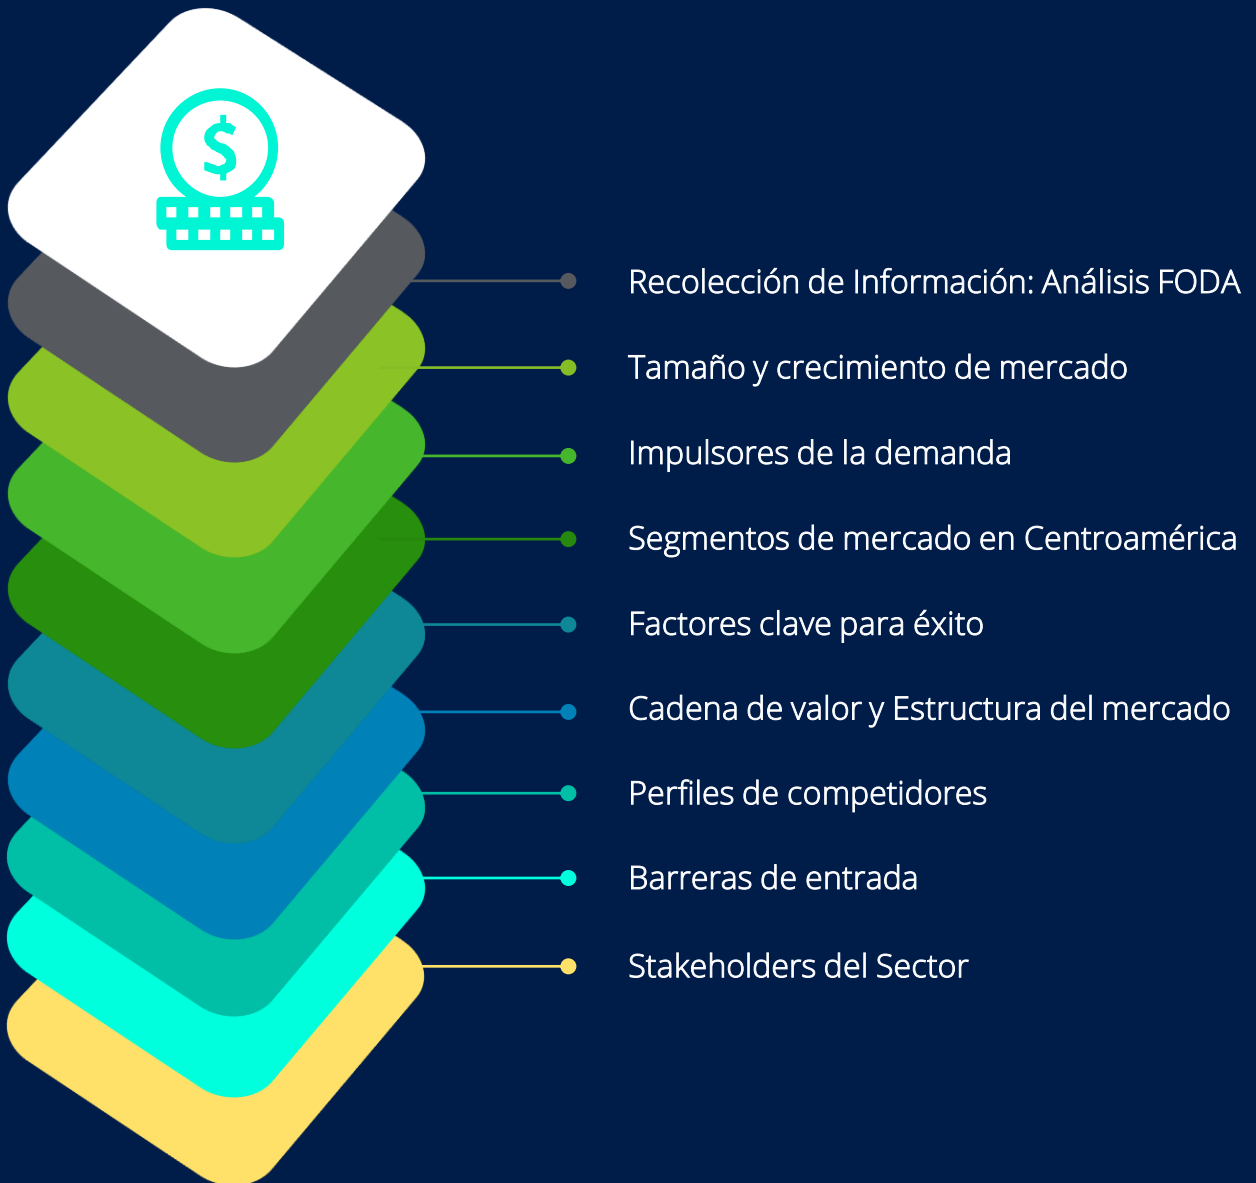 $
Recolección de Información: Análisis FODA
Tamaño y crecimiento de mercado
Impulsores de la demanda
Segmentos de mercado en Centroamérica
Factores clave para éxito
Cadena de valor y Estructura del mercado
Perfiles de competidores
Barreras de entrada
Stakeholders del Sector